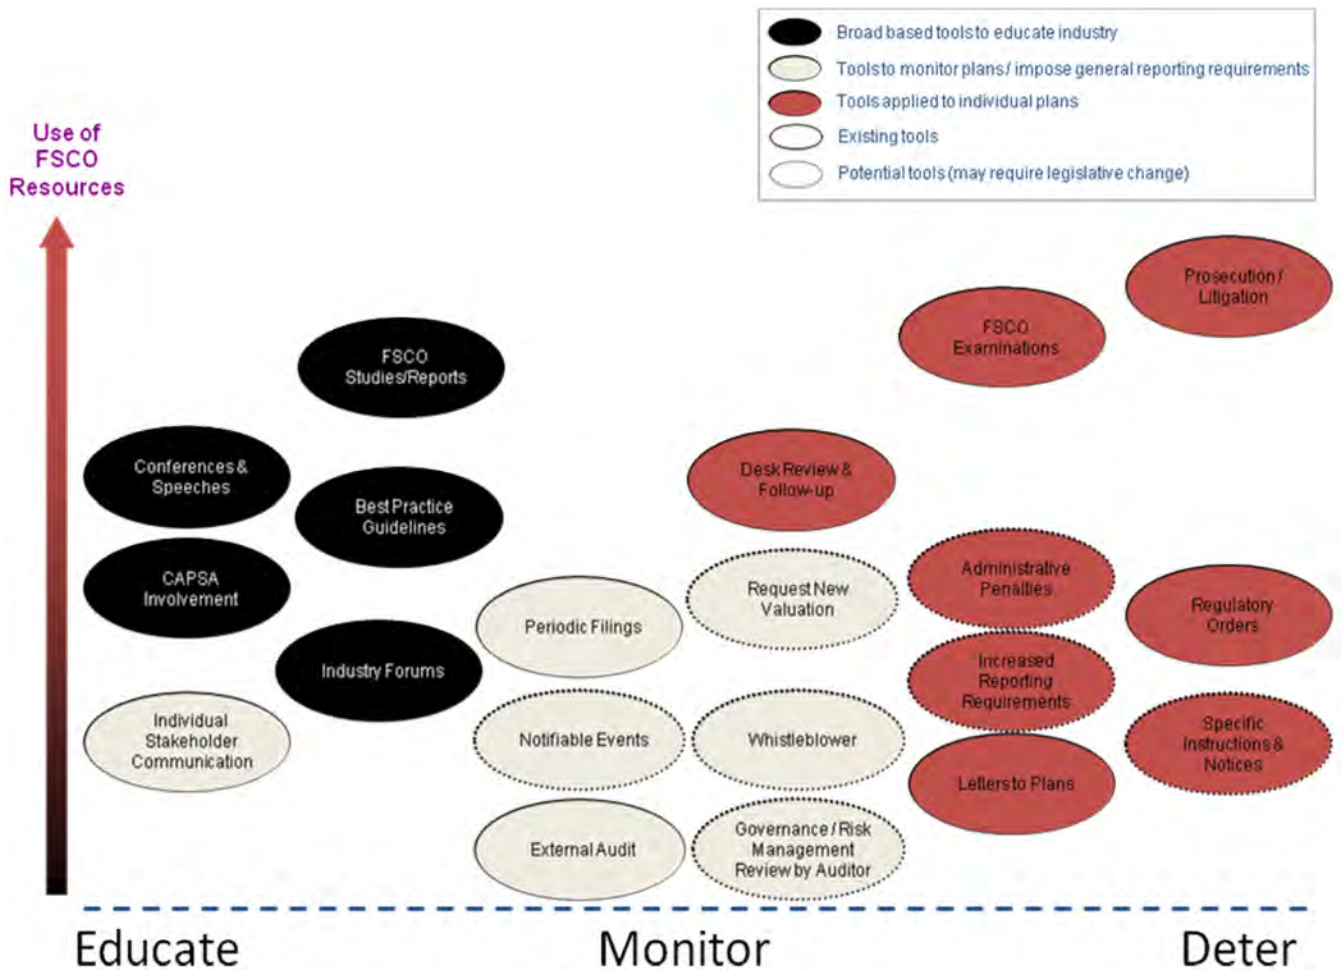 Broad based tools to educate industry
Tools to monitor plans / impose general reporting requirements
Tools applied to individual plans
Existing tools
Potential tools (may require legislative change)
Use of
FSCO
Resources
Prosecution /
Litigation
FSCO
Examinations
FSCO
Studies/Reports
Conferences &
Speeches
Desk Review &
Follow-up
Best Practice
Guidelines
CAPSA
Involvement
Request New
Valuation
Administrative
Penalties
Regulatory
Orders
Periodic Filings
Industry Forums
Increased
Reporting
Requirements
Individual
Stakeholder
Communication
Notifiable Events
Whistleblower
Specific
Instructions &
Notices
Letters to Plans
External Audit
Governance / Risk
Management
Review by Auditor
Educate
Monitor
Deter